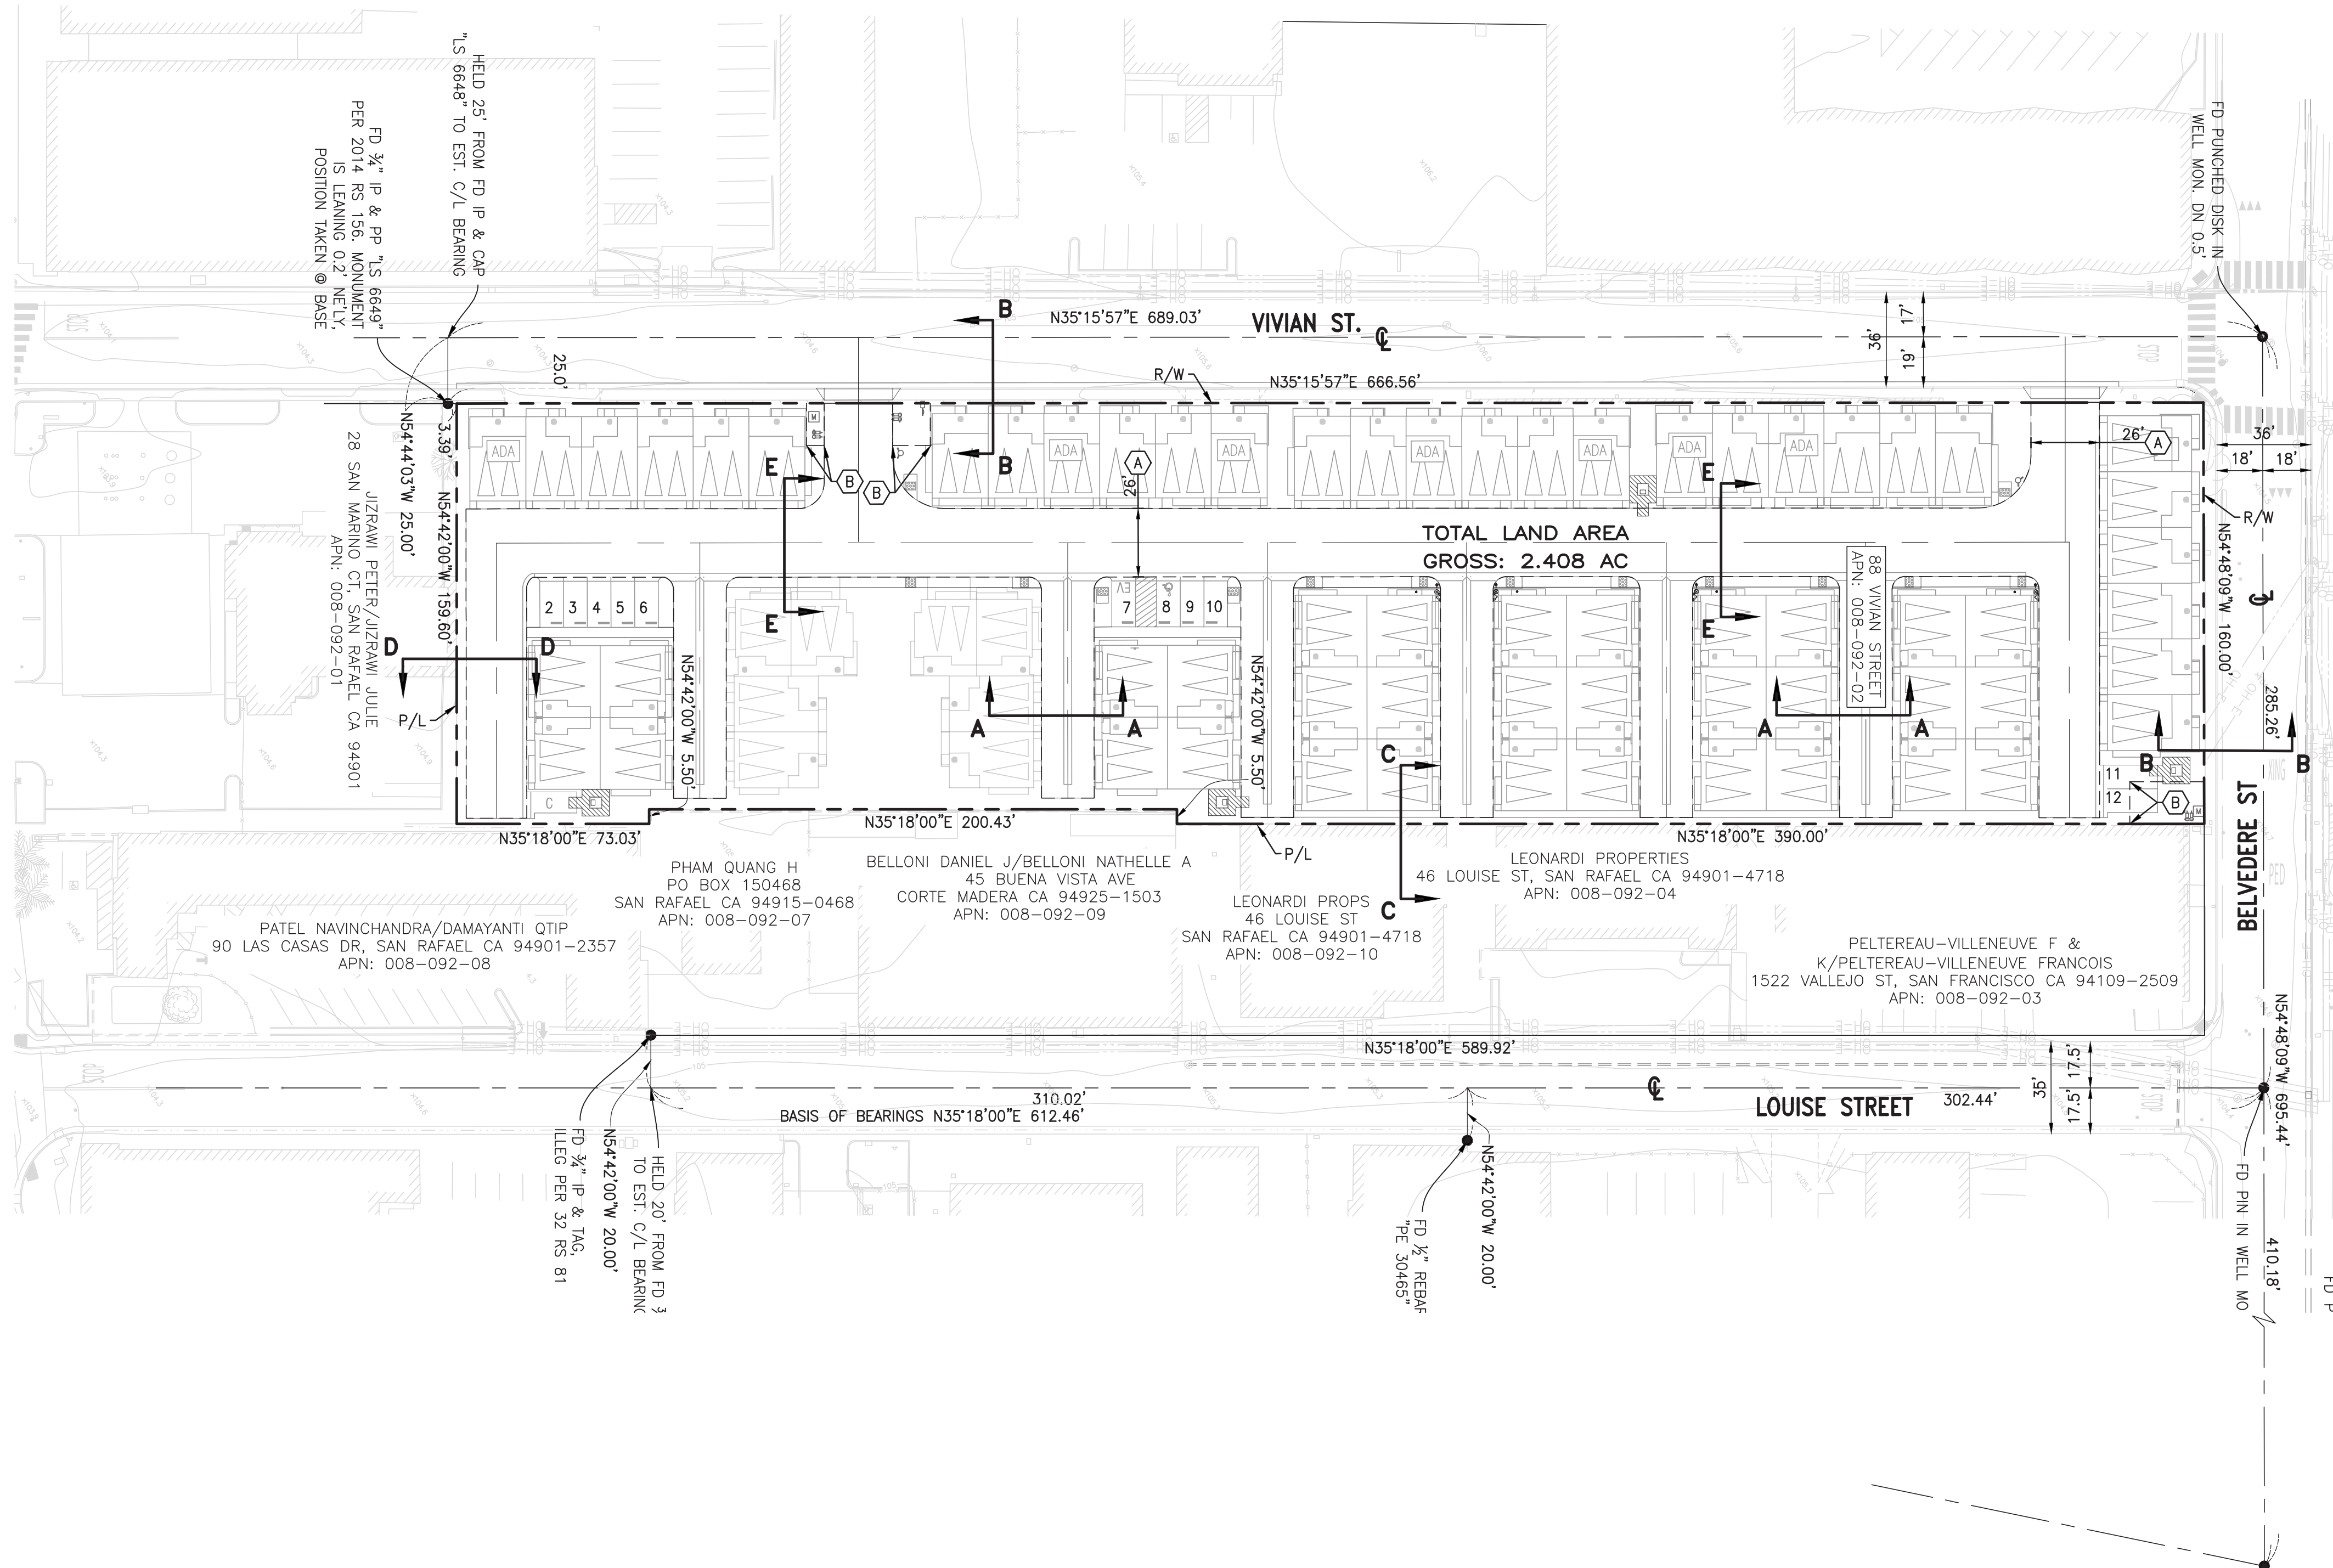 HELD 25' FROM FD IP & CAP
"LS 6648" TO EST. C/L BEARING
FD ¾" IP & PP "LS 6649"
PER 2014 RS 156. MONUMENT
IS LEANING 0.2' NE'LY,
POSITION TAKEN @ BASE
FD PUNCHED DISK IN
WELL MON. DN 0.5'
B
N35°15'57"E 689.03'
VIVIAN ST.
36'
17'
19'
25.0'
R/W
N35°15'57"E 666.56'
N54°44'03"W 25.00'
3.39'
N54°42'00"W 159.60'
JIZRAWI PETER/JIZRAWI JULIE
28 SAN MARINO CT, SAN RAFAEL CA 94901
APN: 008-092-01
ADA
ADA
ADA
ADA
ADA
ADA
ADA
M
E
B
B
B
A
26'
E
26'
A
36'
18'
18'
R/W
TOTAL LAND AREA
GROSS: 2.408 AC
88 VIVIAN STREET
APN: 008-092-02
N54°48'09"W 160.00'
2
3
4
5
6
EV
7
8
9
10
E
E
D
D
P/L
N54°42'00"W 5.50'
N54°42'00"W 5.50'
A
A
A
A
C
C
C
285.26'
B
B
XING
PED
11
12
B
M
BELVEDERE ST
N35°18'00"E 73.03'
N35°18'00"E 200.43'
P/L
N35°18'00"E 390.00'
PATEL NAVINCHANDRA/DAMAYANTI QTIP
90 LAS CASAS DR, SAN RAFAEL CA 94901-2357
APN: 008-092-08
PHAM QUANG H
PO BOX 150468
SAN RAFAEL CA 94915-0468
APN: 008-092-07
BELLONI DANIEL J/BELLONI NATHELLE A
45 BUENA VISTA AVE
CORTE MADERA CA 94925-1503
APN: 008-092-09
LEONARDI PROPS
46 LOUISE ST
SAN RAFAEL CA 94901-4718
APN: 008-092-10
LEONARDI PROPERTIES
46 LOUISE ST, SAN RAFAEL CA 94901-4718
APN: 008-092-04
PELTEREAU-VILLENEUVE F &
K/PELTEREAU-VILLENEUVE FRANCOIS
1522 VALLEJO ST, SAN FRANCISCO CA 94109-2509
APN: 008-092-03
N35°18'00"E 589.92'
310.02'
BASIS OF BEARINGS N35°18'00"E 612.46'
LOUISE STREET
302.44'
35'
17.5'
17.5'
STOP
STOP
STOP
STOP
N54°48'09"W 695.44'
410.18'
FD PIN IN WELL MO
HELD 20' FROM FD 3
TO EST. C/L BEARING
N54°42'00"W 20.00'
FD ¾" IP & TAG,
ILLEG PER 32 RS 81
N54°42'00"W 20.00'
FD ½" REBAR
"PE 30465"
FD P